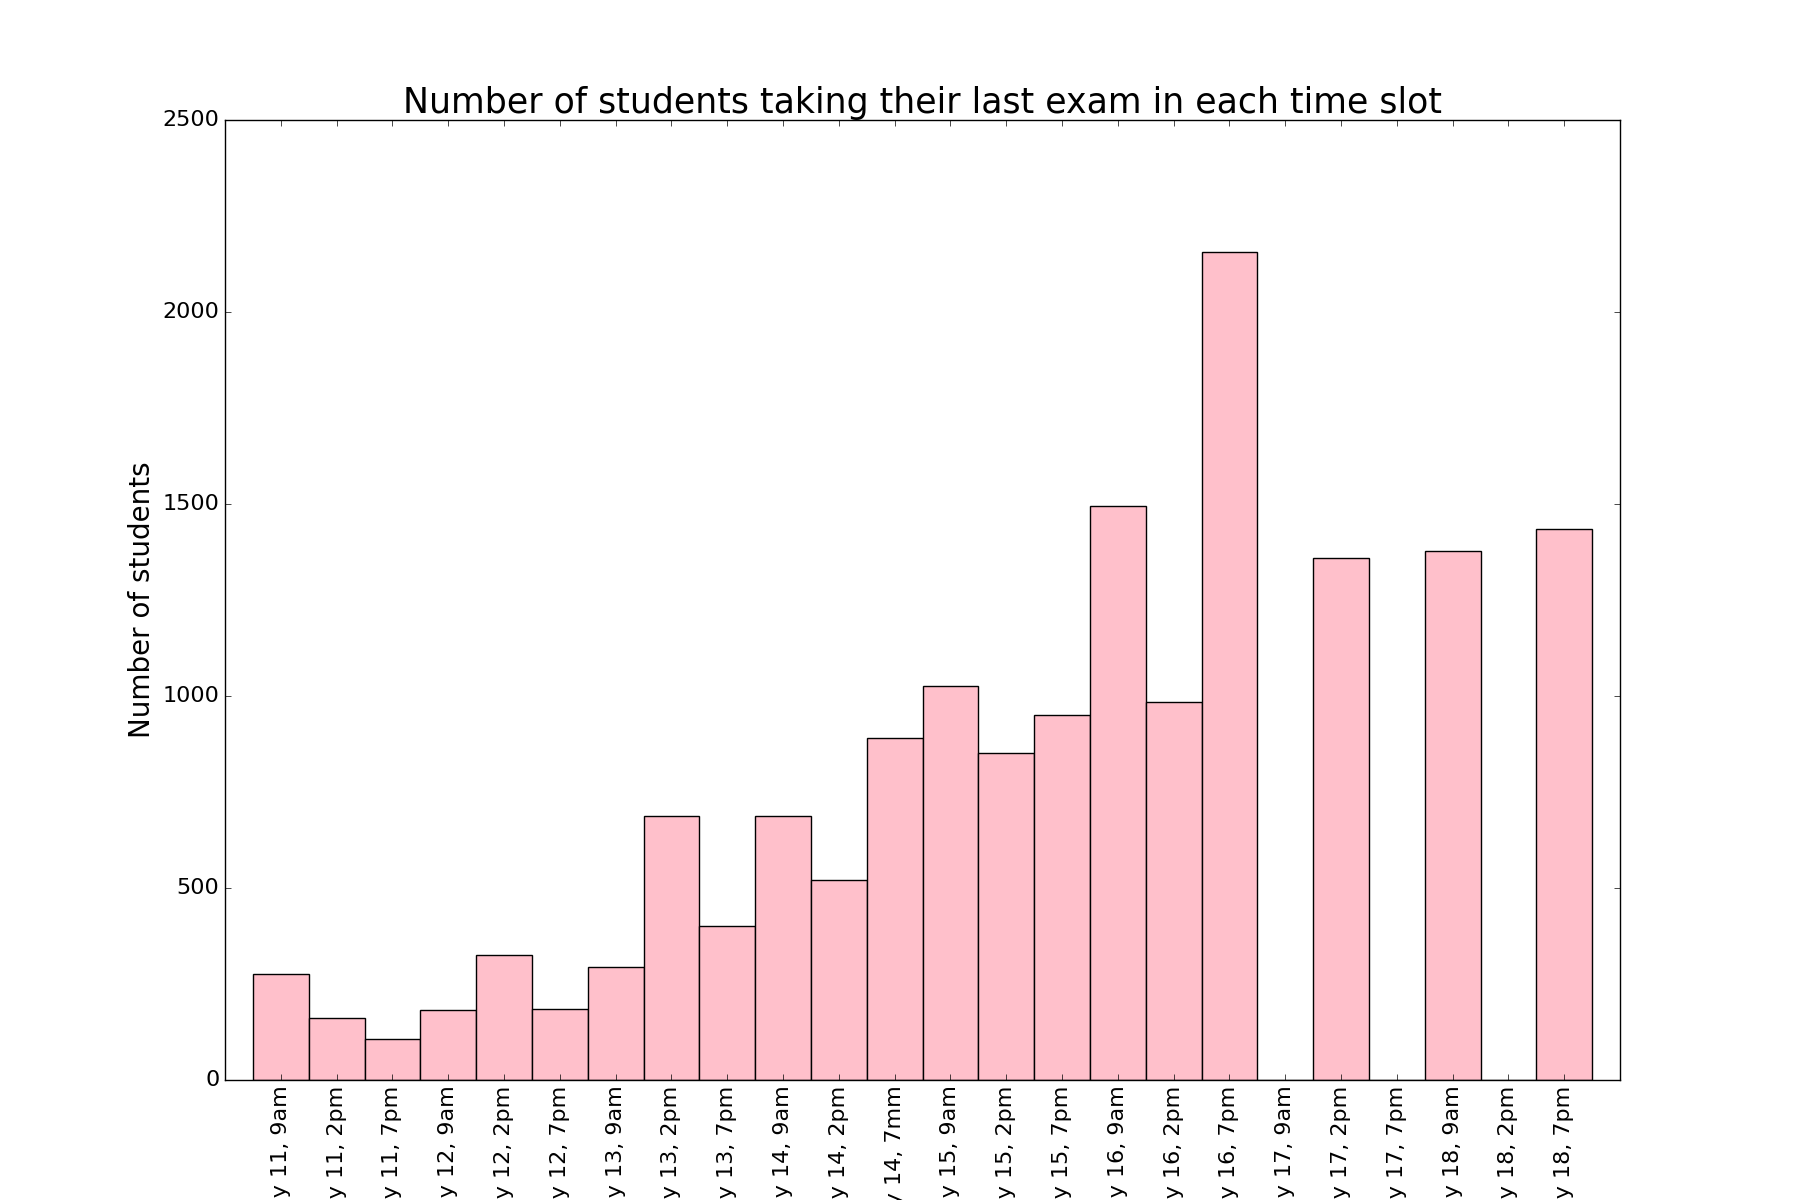 Number of students taking their last exam in each time slot
Number of students
2500
2000
1500
1000
500
0
y 11, 9am
y 11, 2pm
y 11, 7pm
y 12, 9am
y 12, 2pm
y 12, 7pm
y 13, 9am
y 13, 2pm
y 13, 7pm
y 14, 9am
y 14, 2pm
y 14, 7mm
y 15, 9am
y 15, 2pm
y 15, 7pm
y 16, 9am
y 16, 2pm
y 16, 7pm
y 17, 9am
y 17, 2pm
y 17, 7pm
y 18, 9am
y 18, 2pm
y 18, 7pm